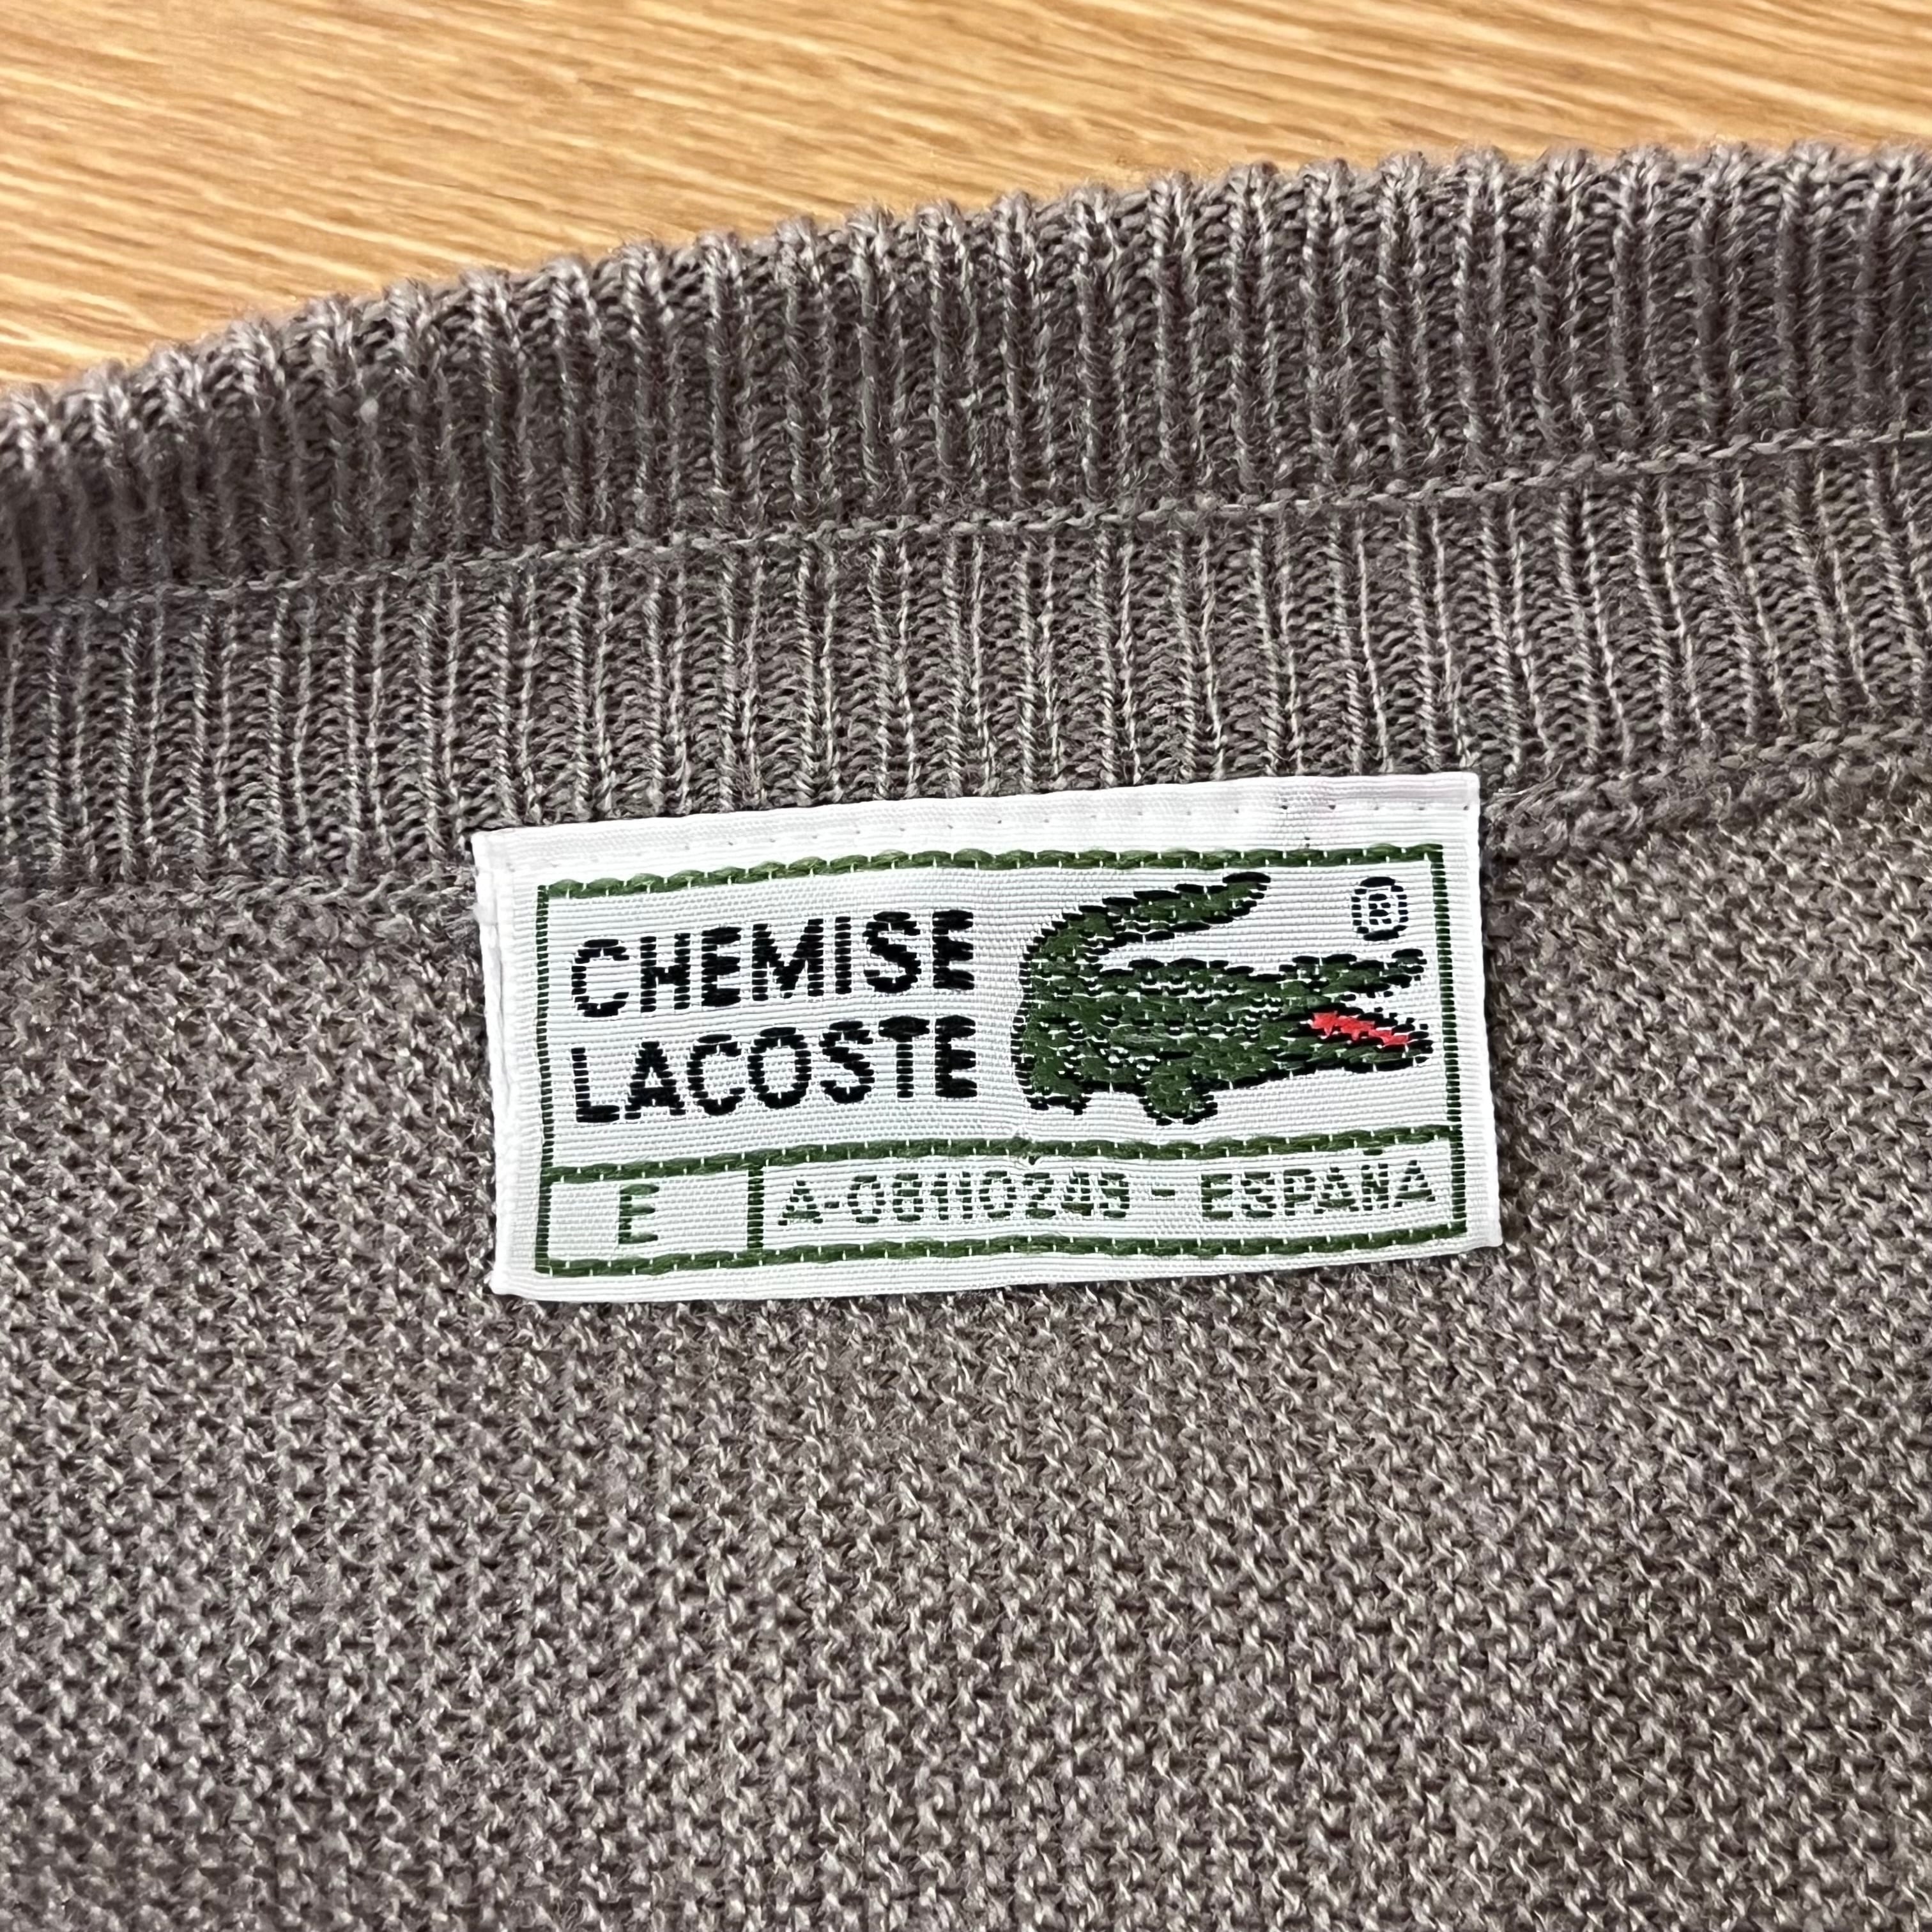 CHEMISE
LACOSTE
®
E
A-08110249 - ESPAÑA